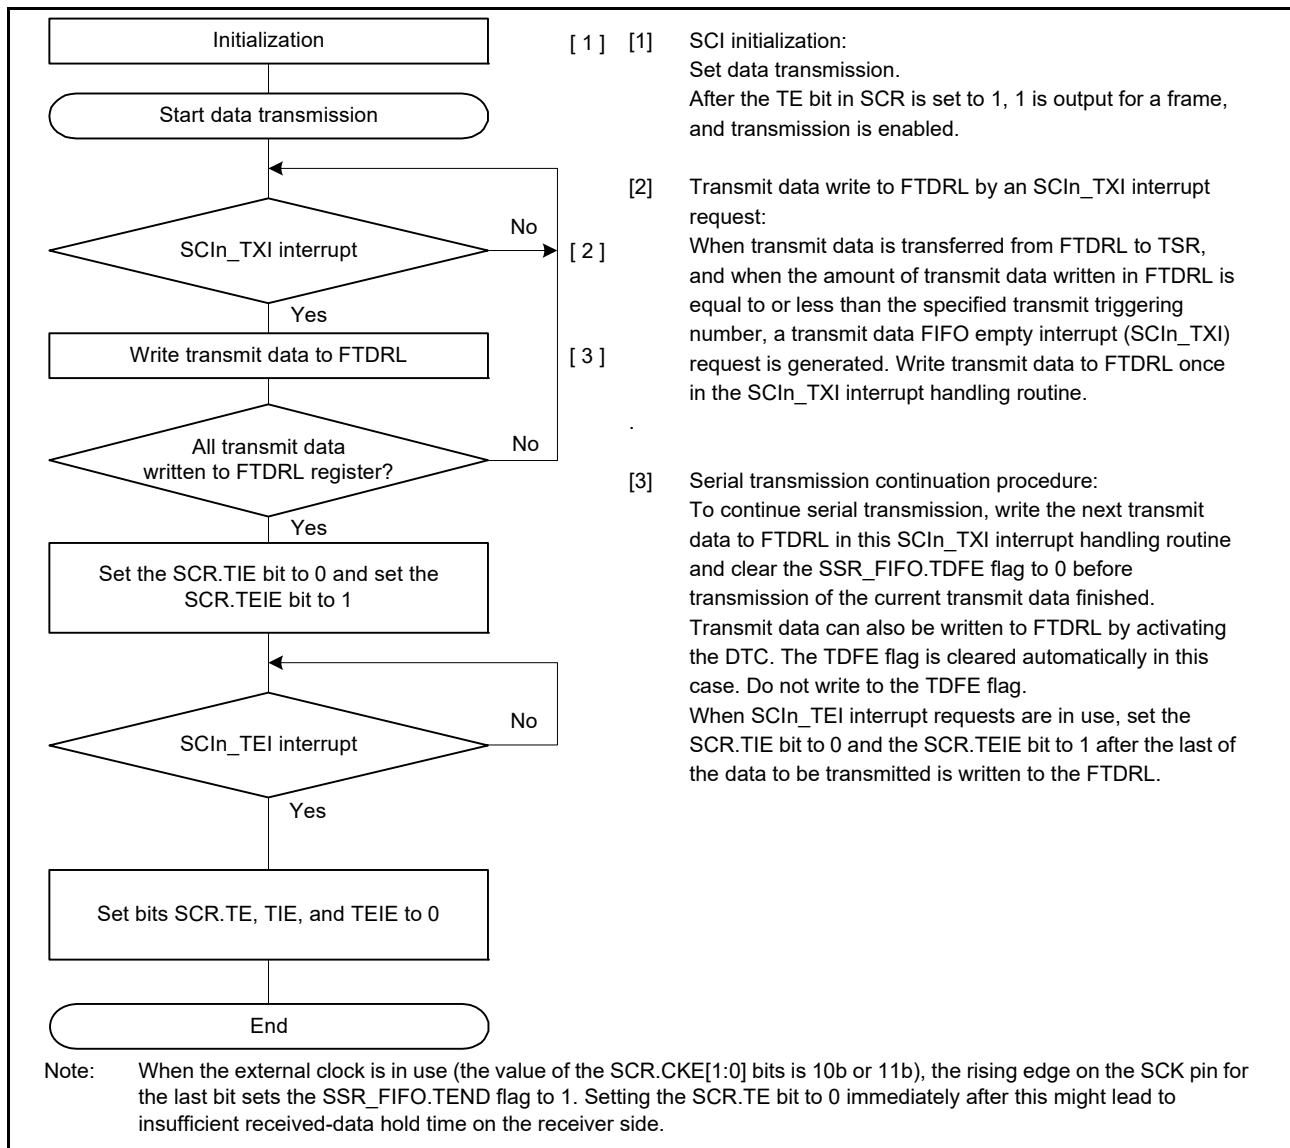 Initialization
[ 1 ]
Start data transmission
SCIn_TXI interrupt
No
[ 2 ]
Yes
Write transmit data to FTDRL
[ 3 ]
All transmit data
written to FTDRL register?
No
Yes
Set the SCR.TIE bit to 0 and set the
SCR.TEIE bit to 1
SCIn_TEI interrupt
No
Yes
Set bits SCR.TE, TIE, and TEIE to 0
End
[1] SCI initialization:
Set data transmission.
After the TE bit in SCR is set to 1, 1 is output for a frame,
and transmission is enabled.
[2] Transmit data write to FTDRL by an SCIn_TXI interrupt
request:
When transmit data is transferred from FTDRL to TSR,
and when the amount of transmit data written in FTDRL is
equal to or less than the specified transmit triggering
number, a transmit data FIFO empty interrupt (SCIn_TXI)
request is generated. Write transmit data to FTDRL once
in the SCIn_TXI interrupt handling routine.
.
[3] Serial transmission continuation procedure:
To continue serial transmission, write the next transmit
data to FTDRL in this SCIn_TXI interrupt handling routine
and clear the SSR_FIFO.TDFE flag to 0 before
transmission of the current transmit data finished.
Transmit data can also be written to FTDRL by activating
the DTC. The TDFE flag is cleared automatically in this
case. Do not write to the TDFE flag.
When SCIn_TEI interrupt requests are in use, set the
SCR.TIE bit to 0 and the SCR.TEIE bit to 1 after the last of
the data to be transmitted is written to the FTDRL.
Note: When the external clock is in use (the value of the SCR.CKE[1:0] bits is 10b or 11b), the rising edge on the SCK pin for
the last bit sets the SSR_FIFO.TEND flag to 1. Setting the SCR.TE bit to 0 immediately after this might lead to
insufficient received-data hold time on the receiver side.